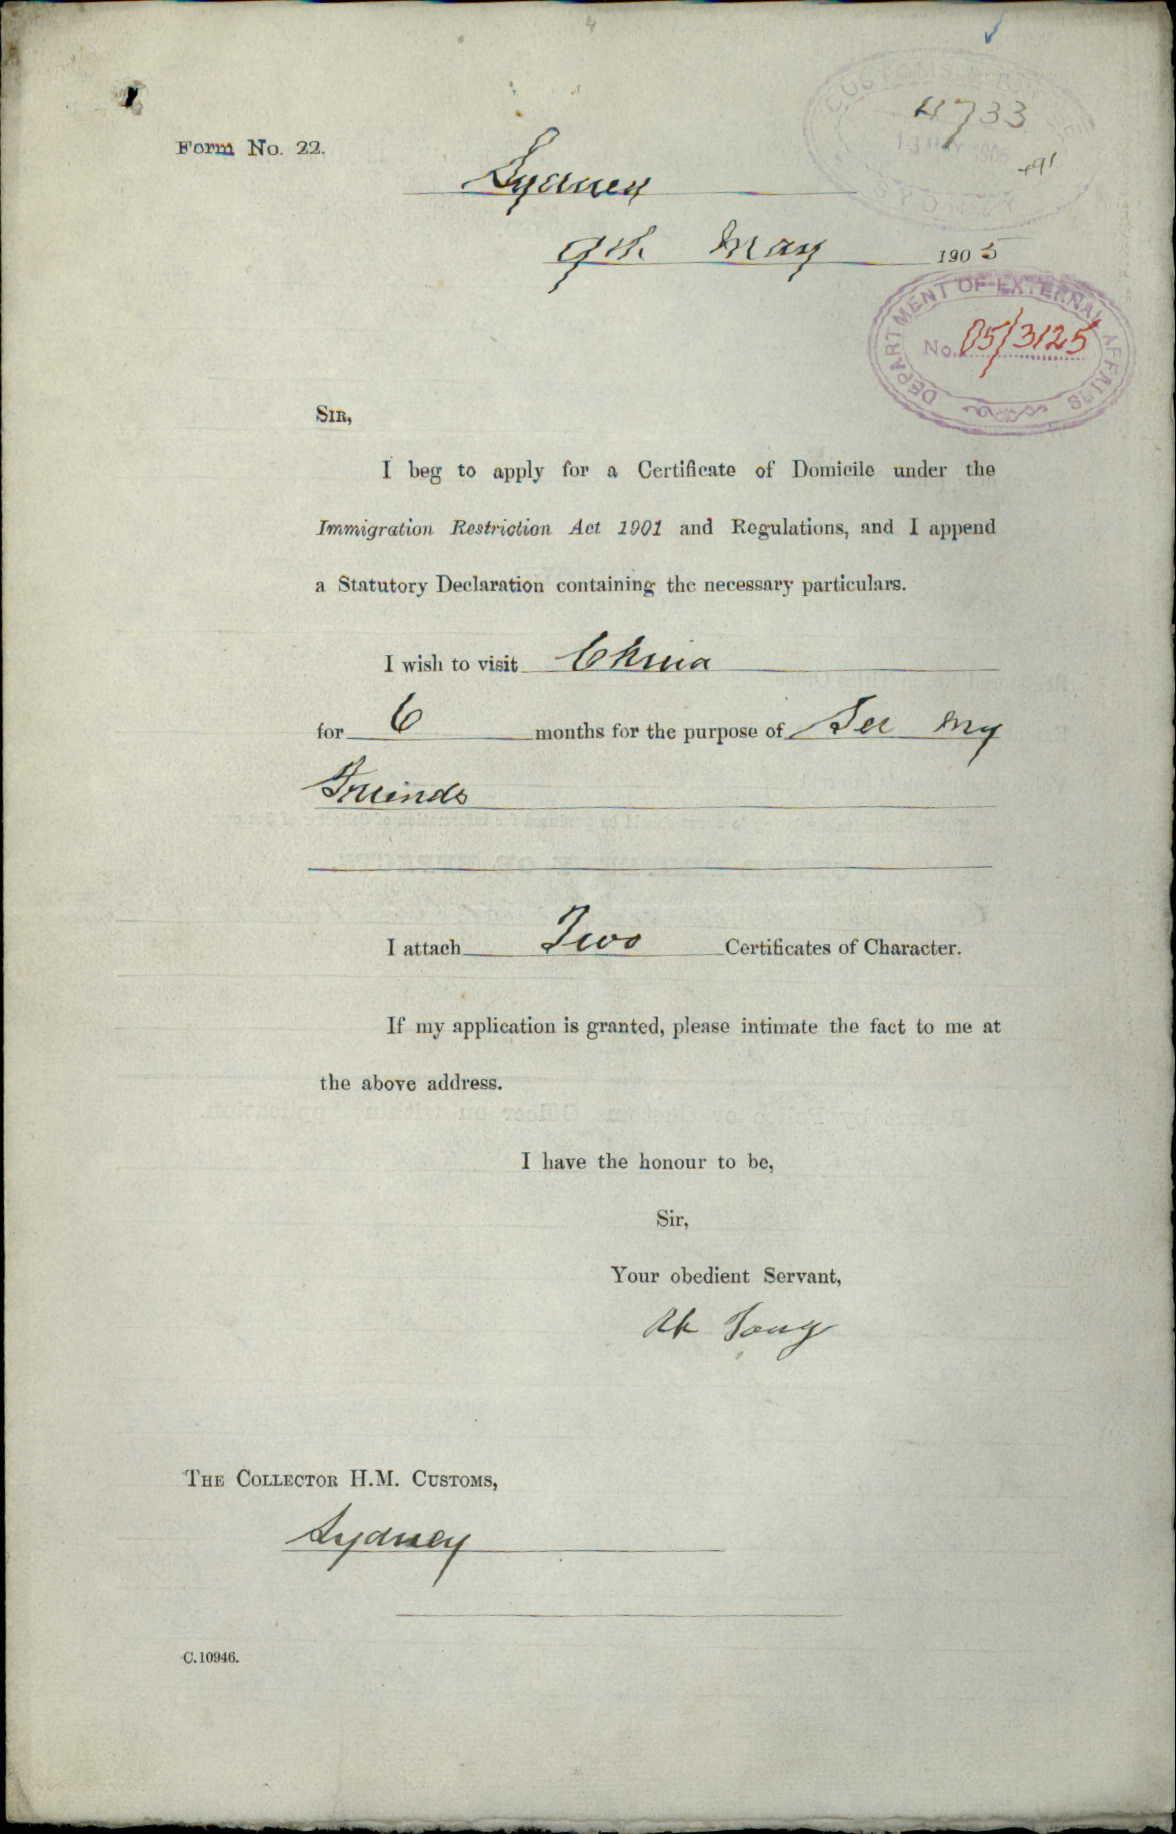 4733
Form No. 22.
Sydney
9th May 1905
DEPARTMENT OF EXTERNAL AFFAIRS
No. 05/3125
SIR,
I beg to apply for a Certificate of Domicile under the
Immigration Restriction Act 1901 and Regulations, and I append
a Statutory Declaration containing the necessary particulars.
I wish to visit China
for 6 months for the purpose of See my
Friends
I attach Two Certificates of Character.
If my application is granted, please intimate the fact to me at
the above address.
I have the honour to be,
Sir,
Your obedient Servant,
Ah Tong
THE COLLECTOR H.M. CUSTOMS,
Sydney
C.10946.